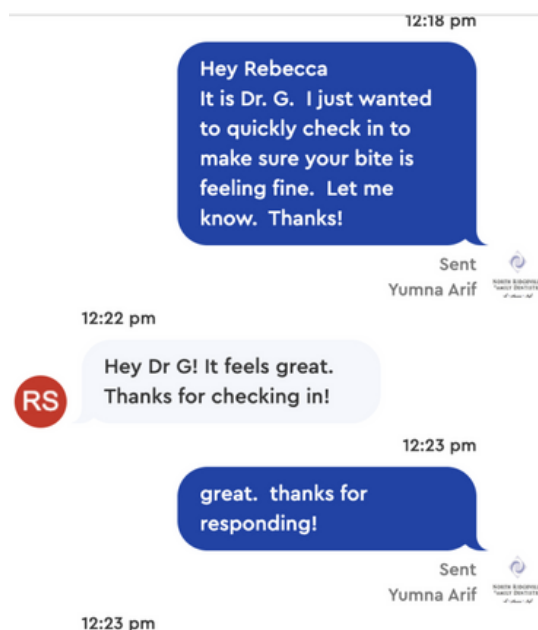 12:18 pm
Hey Rebecca
It is Dr. G. I just wanted
to quickly check in to
make sure your bite is
feeling fine. Let me
know. Thanks!
Sent
Yumna Arif
12:22 pm
RS
Hey Dr G! It feels great.
Thanks for checking in!
12:23 pm
great. thanks for
responding!
Sent
Yumna Arif
12:23 pm